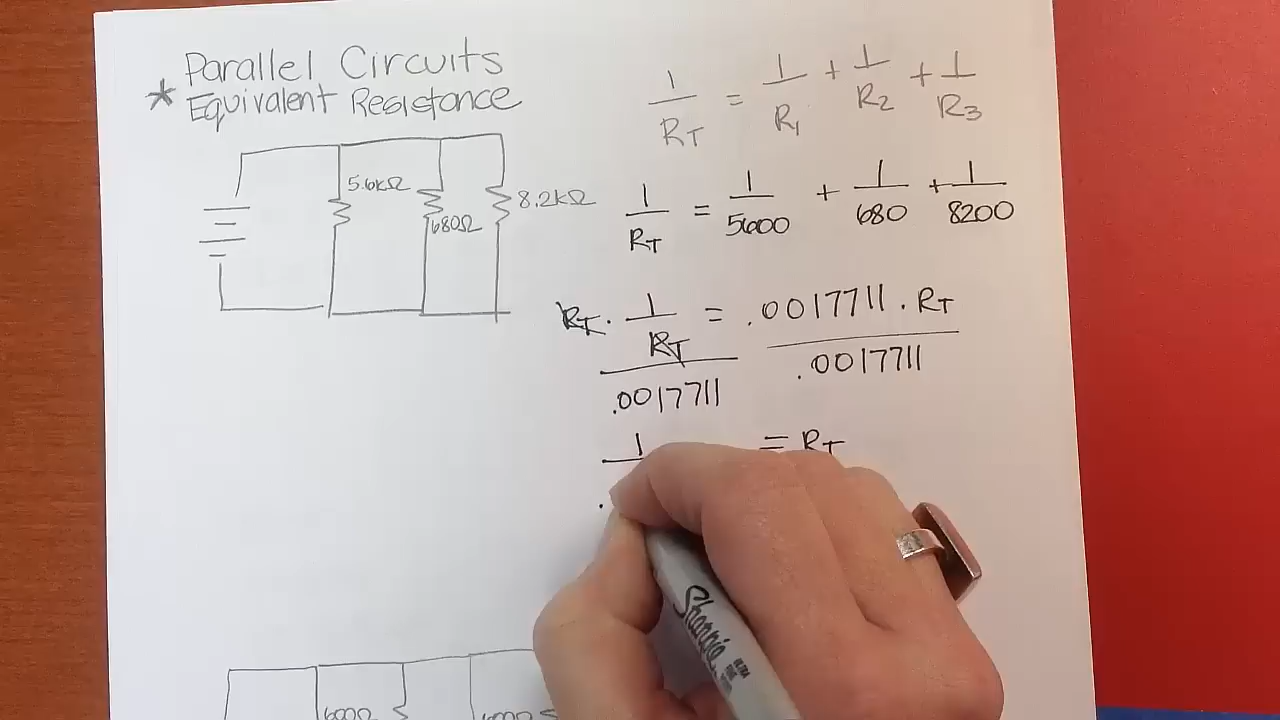 Parallel Circuits
* Equivalent Resistance
1/RT = 1/R1 + 1/R2 + 1/R3
5.6kΩ
680Ω
8.2kΩ
1/RT = 1/5600 + 1/680 + 1/8200
RT · 1/RT = .0017711 · RT
.0017711 .0017711
1 = RT
.
Sharpie
600Ω